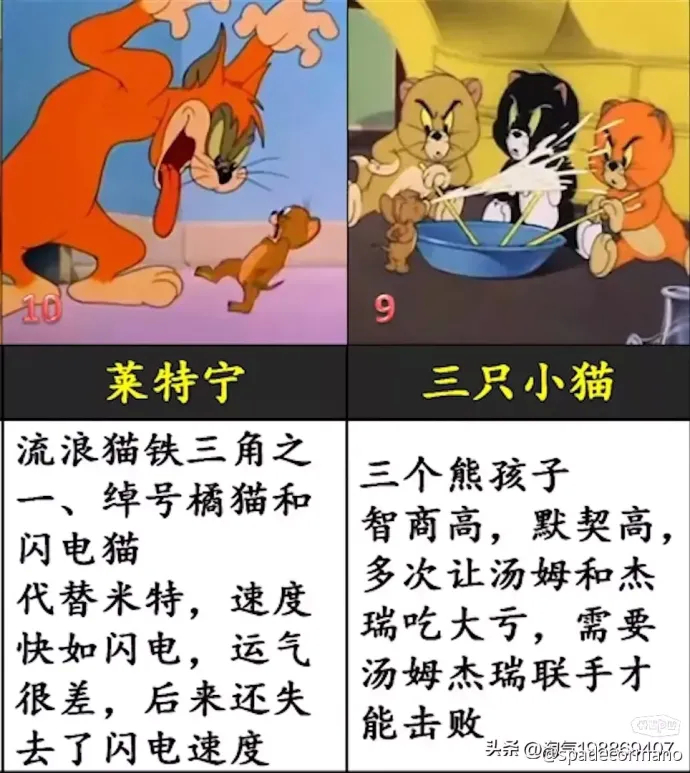 10
9
莱特宁
三只小猫
流浪猫铁三角之
一、绰号橘猫和
闪电猫
代替米特，速度
快如闪电，运气
很差，后来还失
去了闪电速度
三个熊孩子
智商高，默契高，
多次让汤姆和杰
瑞吃大亏，需要
汤姆杰瑞联手才
能击败
头条 @淘气198869407
@spadeormario